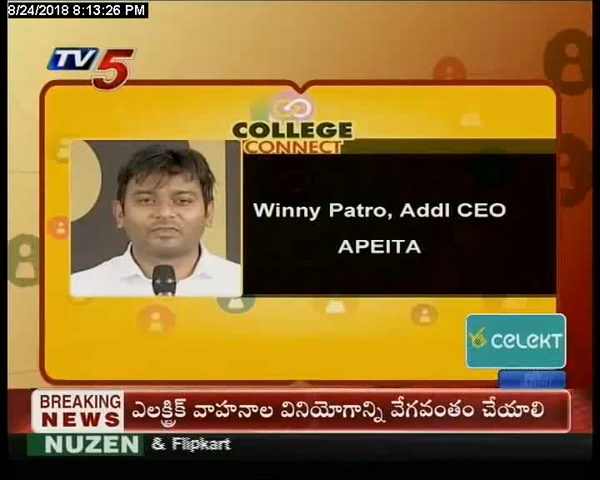 8/24/2018 8:13:26 PM
TV5
COLLEGE
CONNECT
Winny Patro, Addl CEO
APEITA
CELEKT
BREAKING
NEWS
ఎలక్ట్రిక్ వాహనాల వినియోగాన్ని వేగవంతం చేయాలి
NUZEN & Flipkart